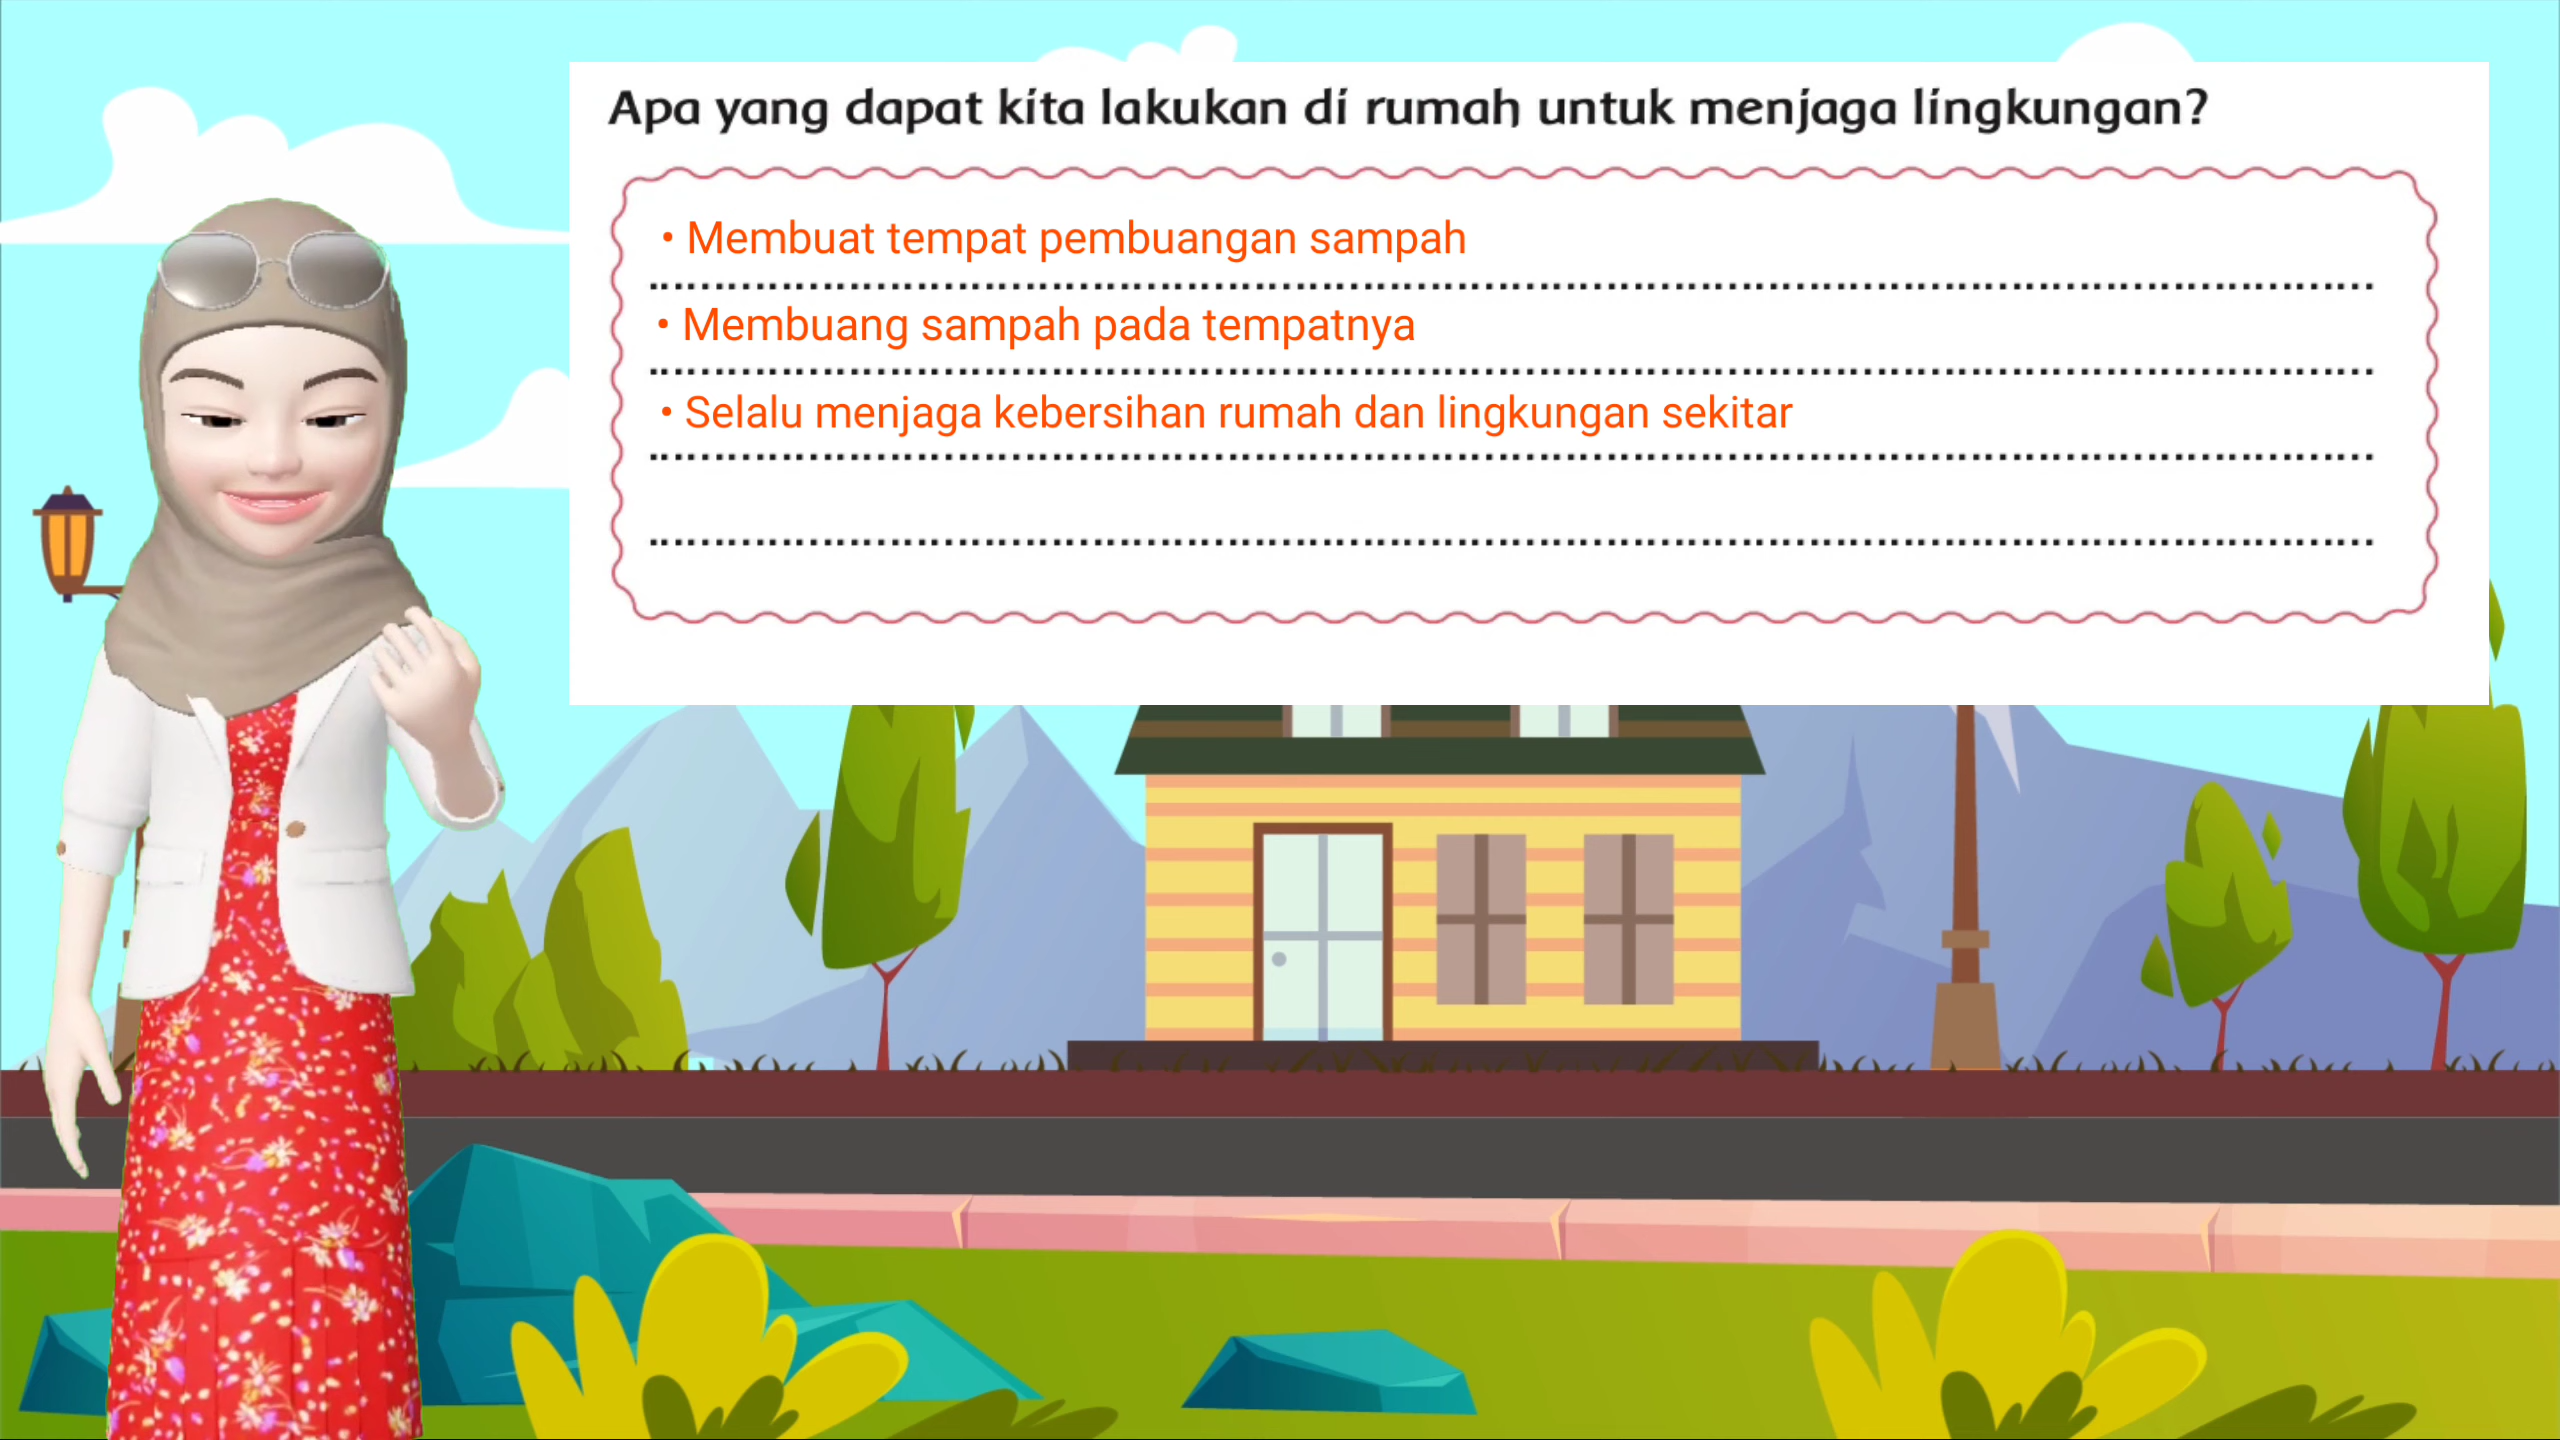 Apa yang dapat kita lakukan di rumah untuk menjaga lingkungan?
• Membuat tempat pembuangan sampah
• Membuang sampah pada tempatnya
• Selalu menjaga kebersihan rumah dan lingkungan sekitar